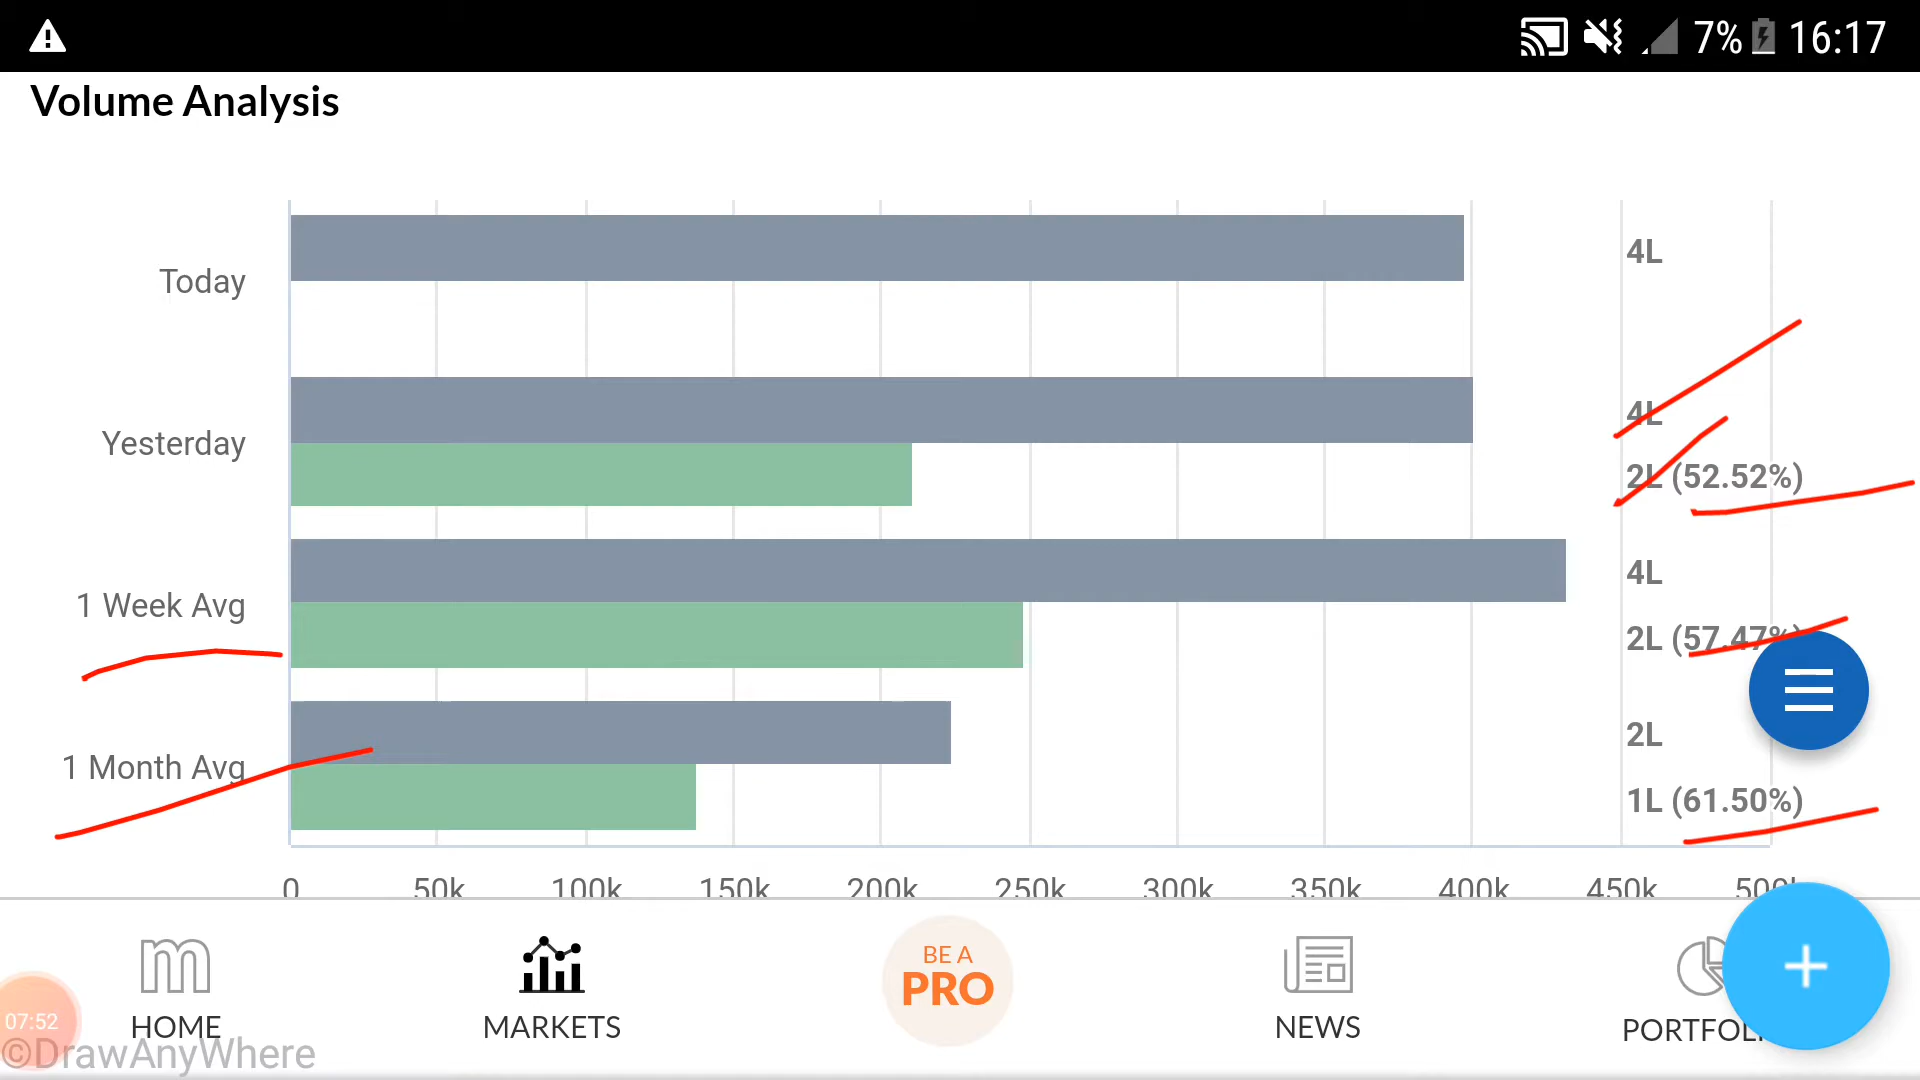 7% 16:17
Volume Analysis
Today
4L
Yesterday
4L
2L (52.52%)
1 Week Avg
4L
2L (57.47%)
1 Month Avg
2L
1L (61.50%)
0 50k 100k 150k 200k 250k 300k 350k 400k 450k
BE A
PRO
07:52
HOME MARKETS NEWS
©DrawAnyWhere